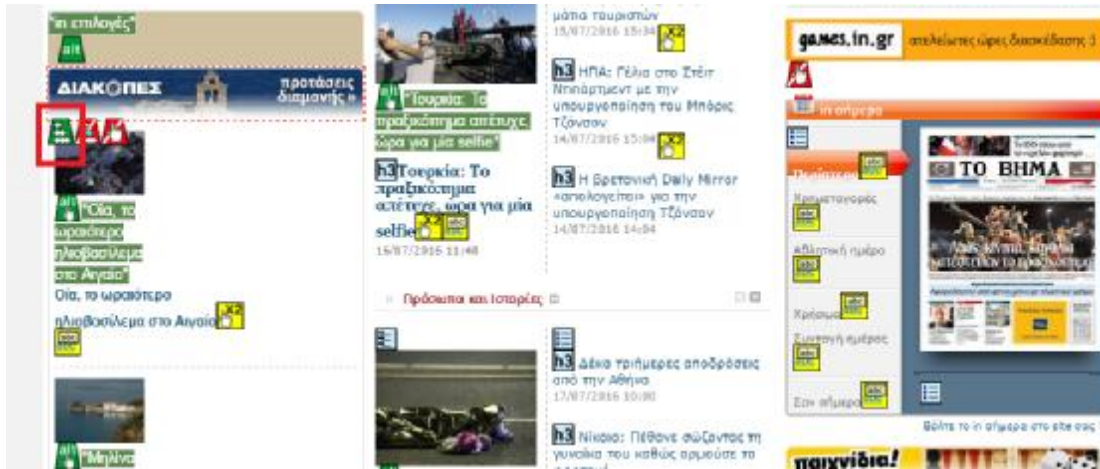 "in επιλογές"
alt
ΔΙΑΚΟΠΕΣ
προτάσεις
διαμονής »
alt "Οία, το
ωραιότερο
ηλιοβασίλεμα
στο Αιγαίο"
Οία, το ωραιότερο
ηλιοβασίλεμα στο Αιγαίο
alt "Μηλίνα
alt "Τουρκία: Το
πραξικόπημα απέτυχε,
ώρα για μία selfie"
h3 Τουρκία: Το
πραξικόπημα
απέτυχε, ώρα για μία
selfie
16/07/2016 11:48
Πρόσωπα και Ιστορίες
μάτια τουριστών
15/07/2016 15:34
h3 ΗΠΑ: Γέλια στο Στέιτ
Ντιπάρτμεντ με την
υπουργοποίηση του Μπόρις
Τζόνσον
14/07/2016 15:04
h3 Η βρετανική Daily Mirror
«απολογείται» για την
υπουργοποίηση Τζόνσον
14/07/2016 14:04
h3 Δέκα τριήμερες αποδράσεις
από την Αθήνα
17/07/2016 10:00
h3 Νίκαια: Πέθανε σώζοντας τη
γυναίκα του καθώς ορμούσε το
games.in.gr ατελείωτες ώρες διασκέδασης :)
in σήμερα
Περίπτερο
Χρηματαγορές
Αθλητική ημέρα
Χρήσιμα
Συνταγή ημέρας
Σαν σήμερα
ΤΟ ΒΗΜΑ
Βάλτε το in σήμερα στο site σας
παιχνίδια!